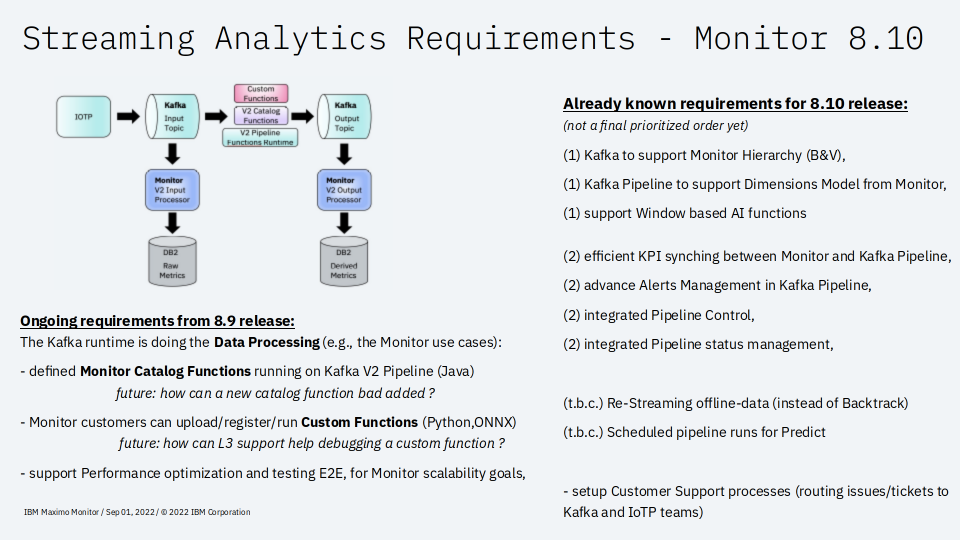 Streaming Analytics Requirements - Monitor 8.10
IOTP
Kafka
Input
Topic
Custom
Functions
V2 Catalog
Functions
V2 Pipeline
Functions Runtime
Kafka
Output
Topic
Monitor
V2 Input
Processor
Monitor
V2 Output
Processor
DB2
Raw
Metrics
DB2
Derived
Metrics
Ongoing requirements from 8.9 release:
The Kafka runtime is doing the Data Processing (e.g., the Monitor use cases):
- defined Monitor Catalog Functions running on Kafka V2 Pipeline (Java)
future: how can a new catalog function bad added ?
- Monitor customers can upload/register/run Custom Functions (Python,ONNX)
future: how can L3 support help debugging a custom function ?
- support Performance optimization and testing E2E, for Monitor scalability goals,
Already known requirements for 8.10 release:
(not a final prioritized order yet)
(1) Kafka to support Monitor Hierarchy (B&V),
(1) Kafka Pipeline to support Dimensions Model from Monitor,
(1) support Window based AI functions
(2) efficient KPI synching between Monitor and Kafka Pipeline,
(2) advance Alerts Management in Kafka Pipeline,
(2) integrated Pipeline Control,
(2) integrated Pipeline status management,
(t.b.c.) Re-Streaming offline-data (instead of Backtrack)
(t.b.c.) Scheduled pipeline runs for Predict
- setup Customer Support processes (routing issues/tickets to
Kafka and IoTP teams)
IBM Maximo Monitor / Sep 01, 2022 / © 2022 IBM Corporation